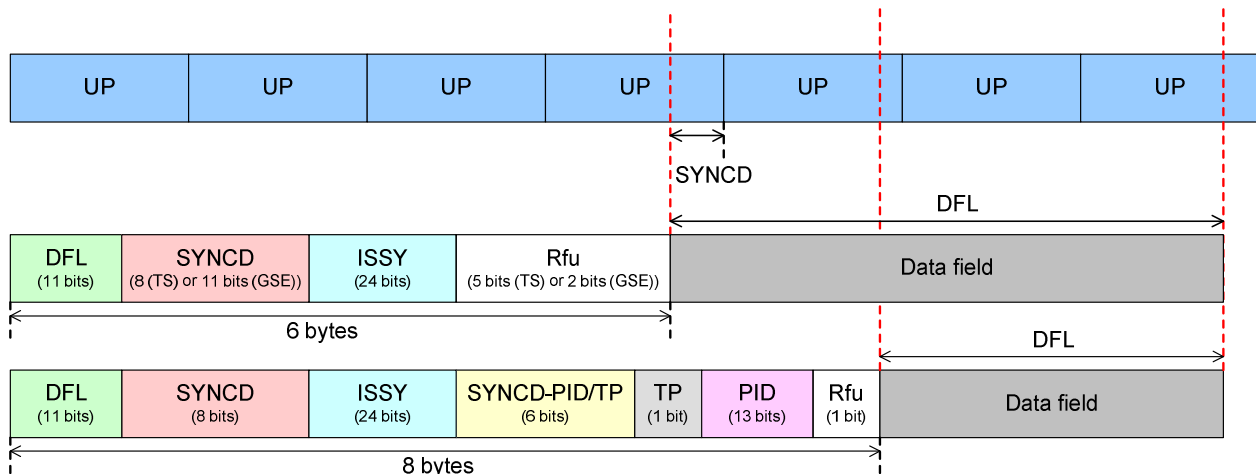 UP UP UP UP UP UP UP
SYNCD
DFL
DFL SYNCD ISSY Rfu Data field
(11 bits) (8 (TS) or 11 bits (GSE)) (24 bits) (5 bits (TS) or 2 bits (GSE))
6 bytes
DFL
DFL SYNCD ISSY SYNCD-PID/TP TP PID Rfu Data field
(11 bits) (8 bits) (24 bits) (6 bits) (1 bit) (13 bits) (1 bit)
8 bytes